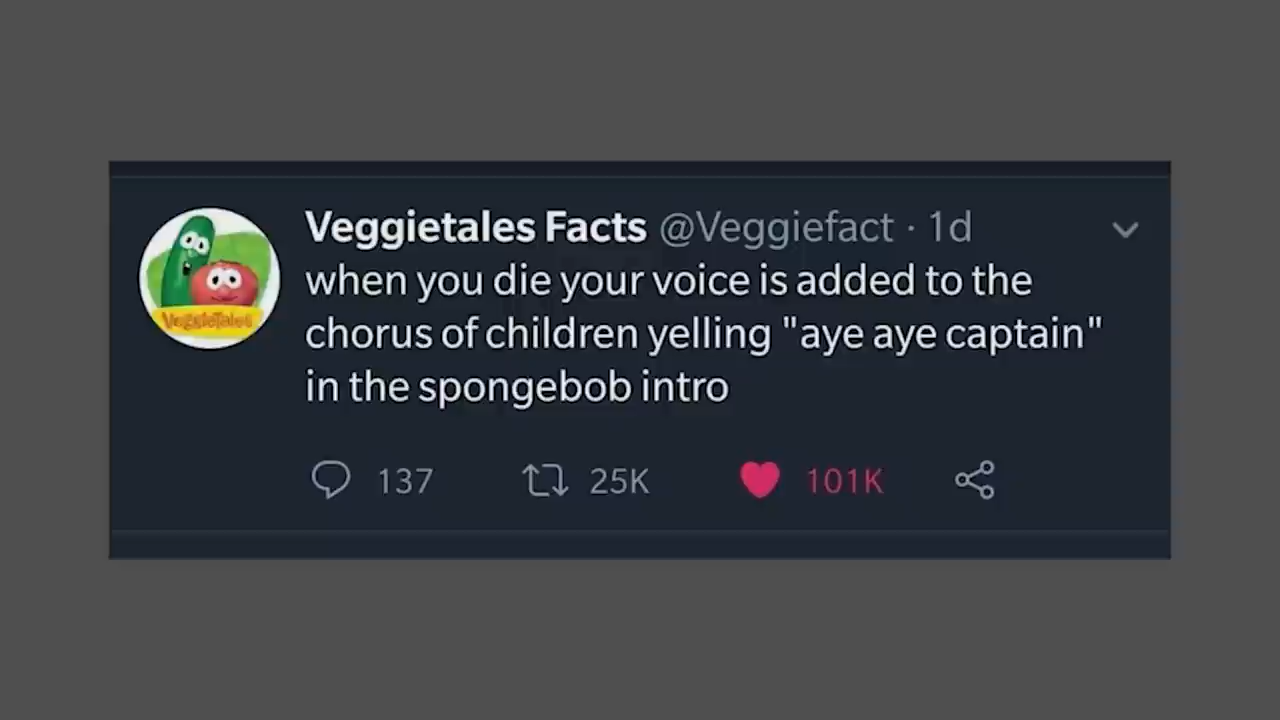 Veggietales Facts @Veggiefact · 1d
when you die your voice is added to the
chorus of children yelling "aye aye captain"
in the spongebob intro
137 25K 101K
VeggieTales